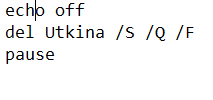 echo off
del Utkina /S /Q /F
pause